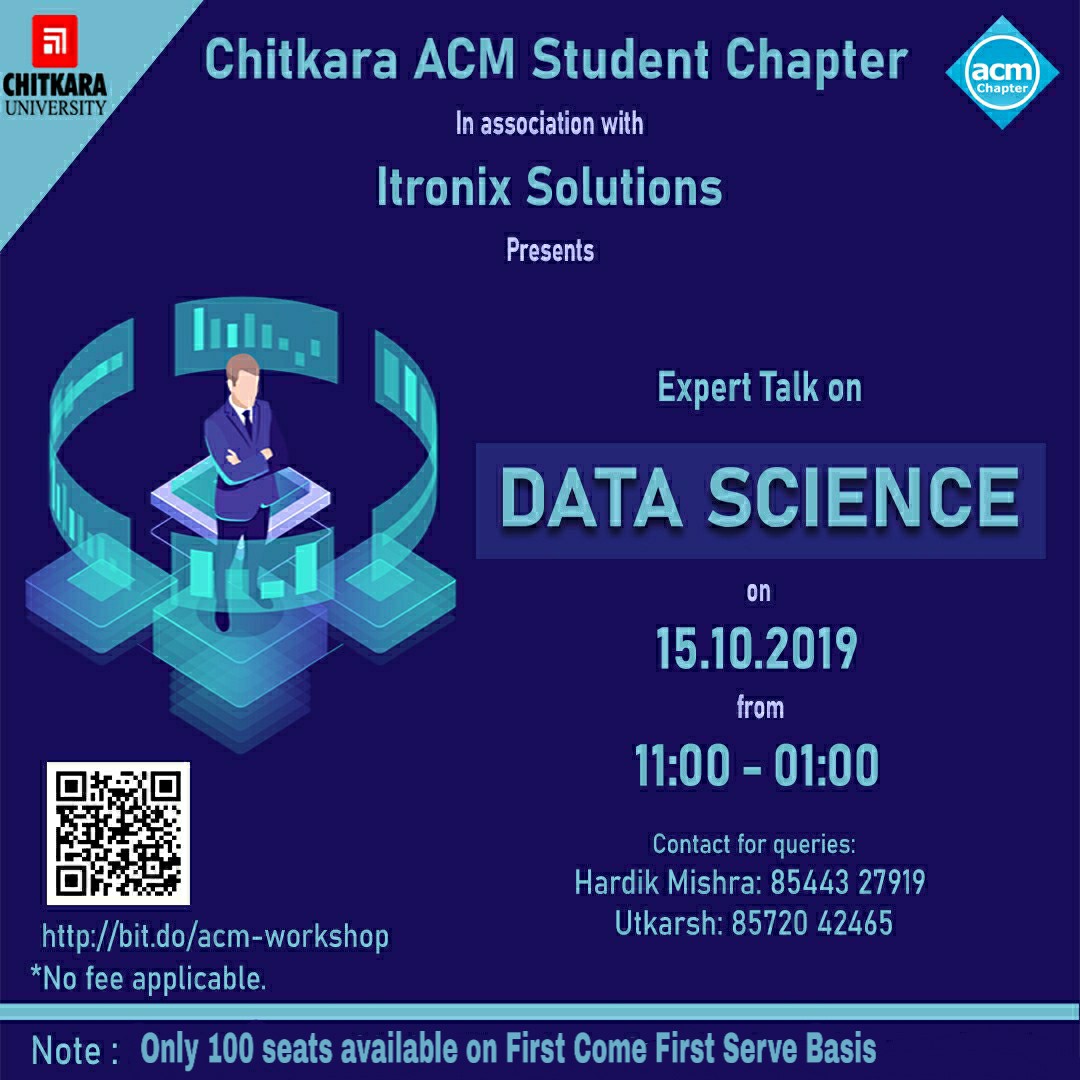 CHITKARA
UNIVERSITY
Chitkara ACM Student Chapter
acm
Chapter
In association with
Itronix Solutions
Presents
Expert Talk on
DATA SCIENCE
on
15.10.2019
from
11:00 - 01:00
Contact for queries:
Hardik Mishra: 85443 27919
Utkarsh: 85720 42465
http://bit.do/acm-workshop
*No fee applicable.
Note : Only 100 seats available on First Come First Serve Basis